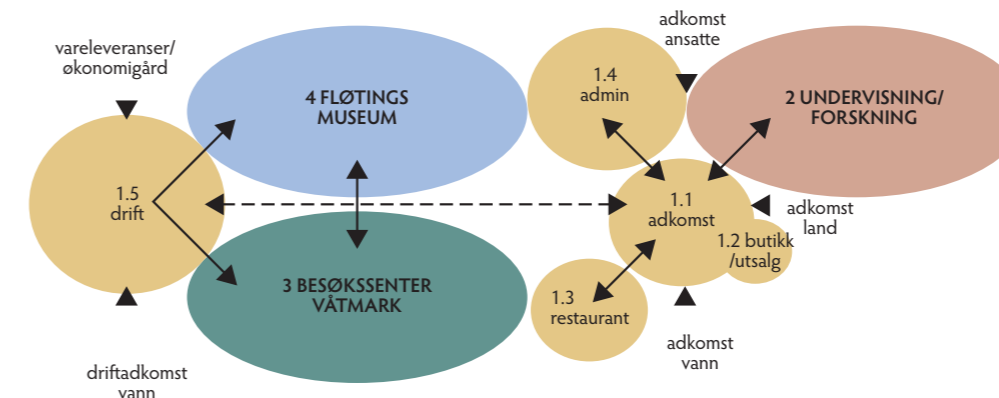 vareleveranser/
økonomigård
4 FLØTINGS
MUSEUM
adkomst
ansatte
1.4
admin
2 UNDERVISNING/
FORSKNING
1.5
drift
1.1
adkomst
adkomst
land
1.2 butikk
/utsalg
3 BESØKSSENTER
VÅTMARK
1.3
restaurant
adkomst
vann
driftadkomst
vann